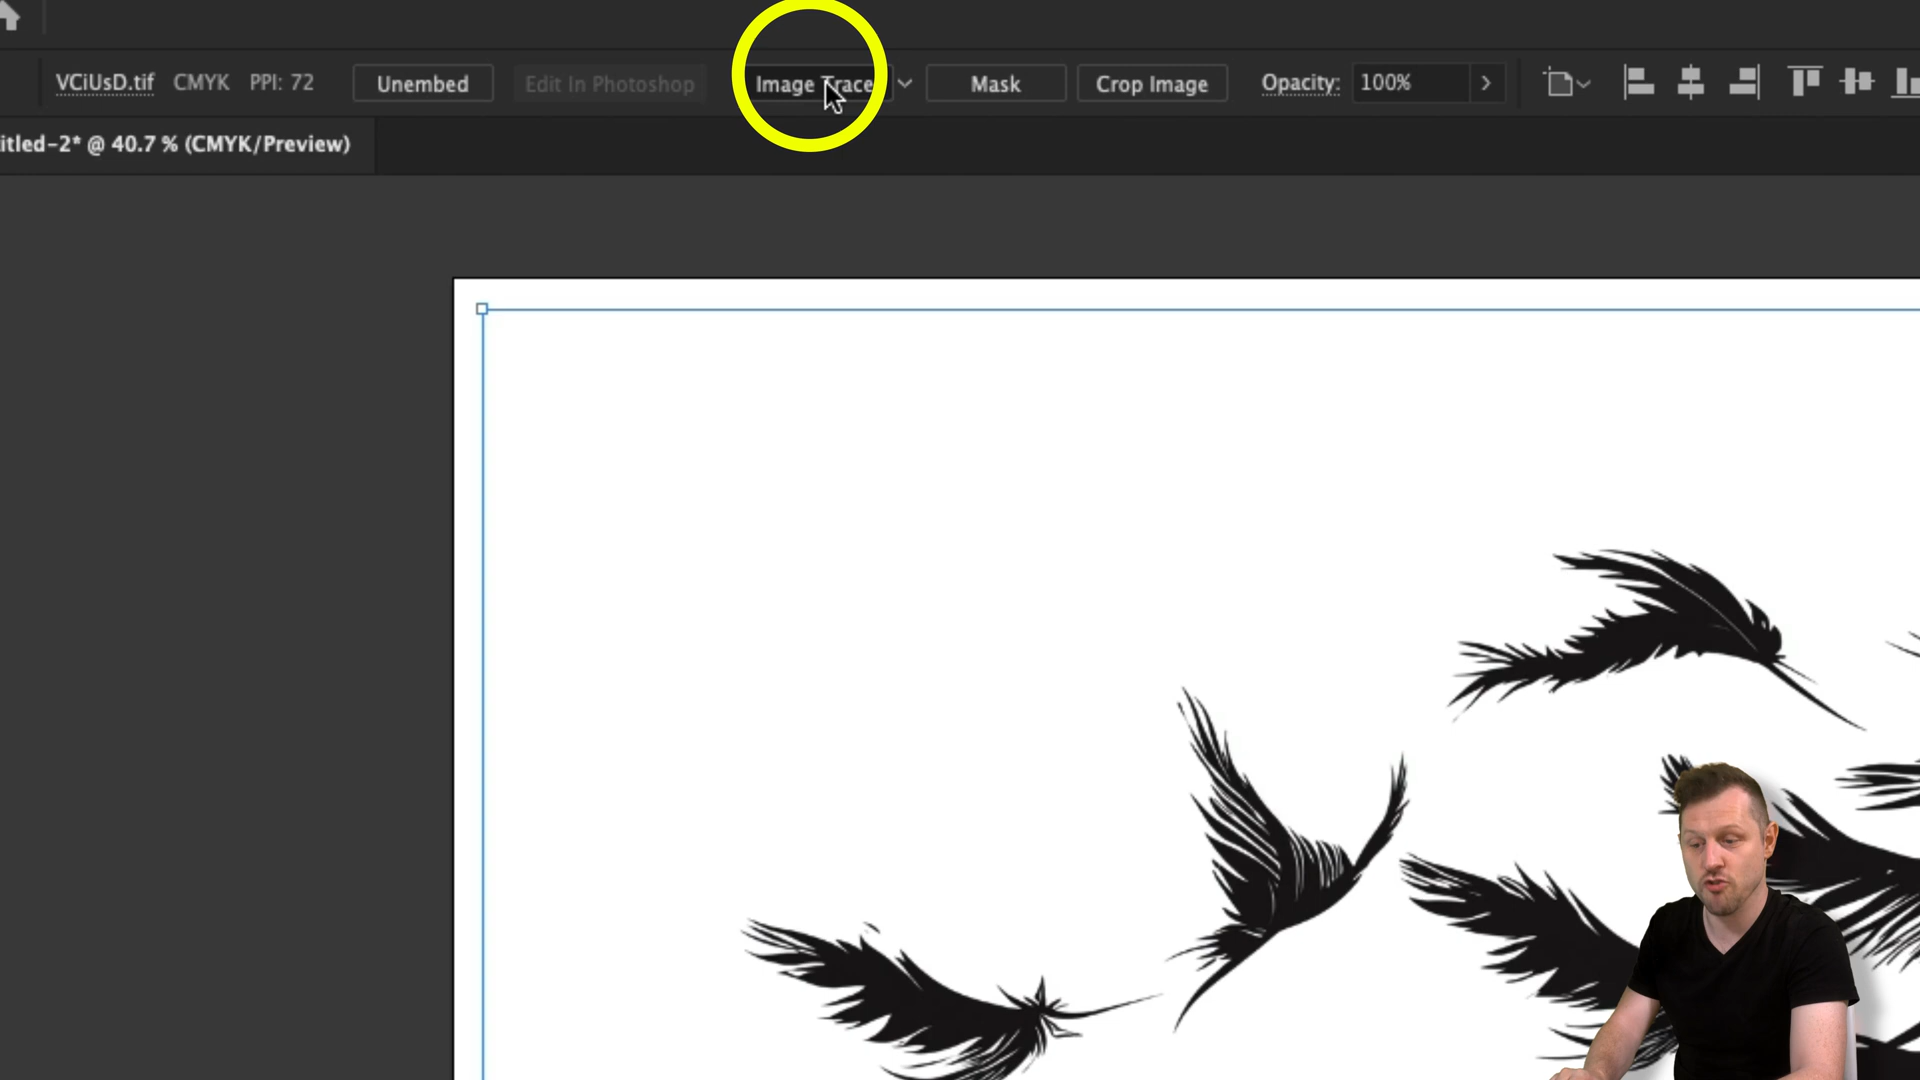 VCiUsD.tif CMYK PPI: 72 Unembed Edit In Photoshop Image Trace Mask Crop Image Opacity: 100%
itled-2* @ 40.7 % (CMYK/Preview)